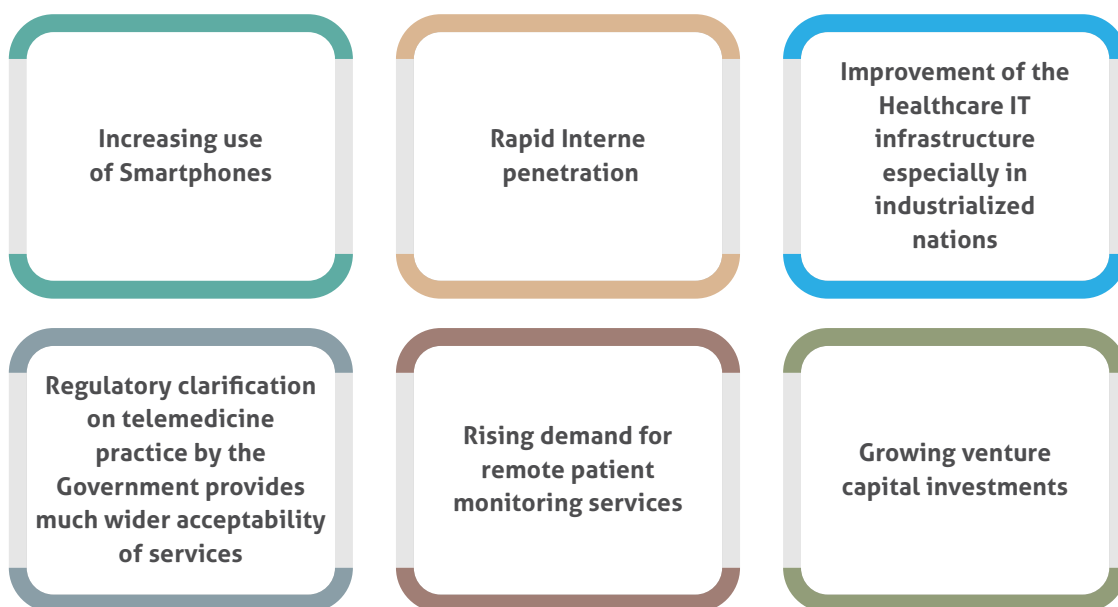 Increasing use
of Smartphones
Rapid Interne
penetration
Improvement of the
Healthcare IT
infrastructure
especially in
industrialized
nations
Regulatory clarification
on telemedicine
practice by the
Government provides
much wider acceptability
of services
Rising demand for
remote patient
monitoring services
Growing venture
capital investments